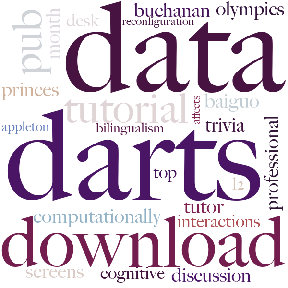 pub
month
desk
buchanan
olympics
reconfiguration
data
princes
tutorial
affects
baiguo
appleton
bilingualism
trivia
professional
darts
top
l2
computationally
tutor
interactions
download
screens
cognitive
discussion